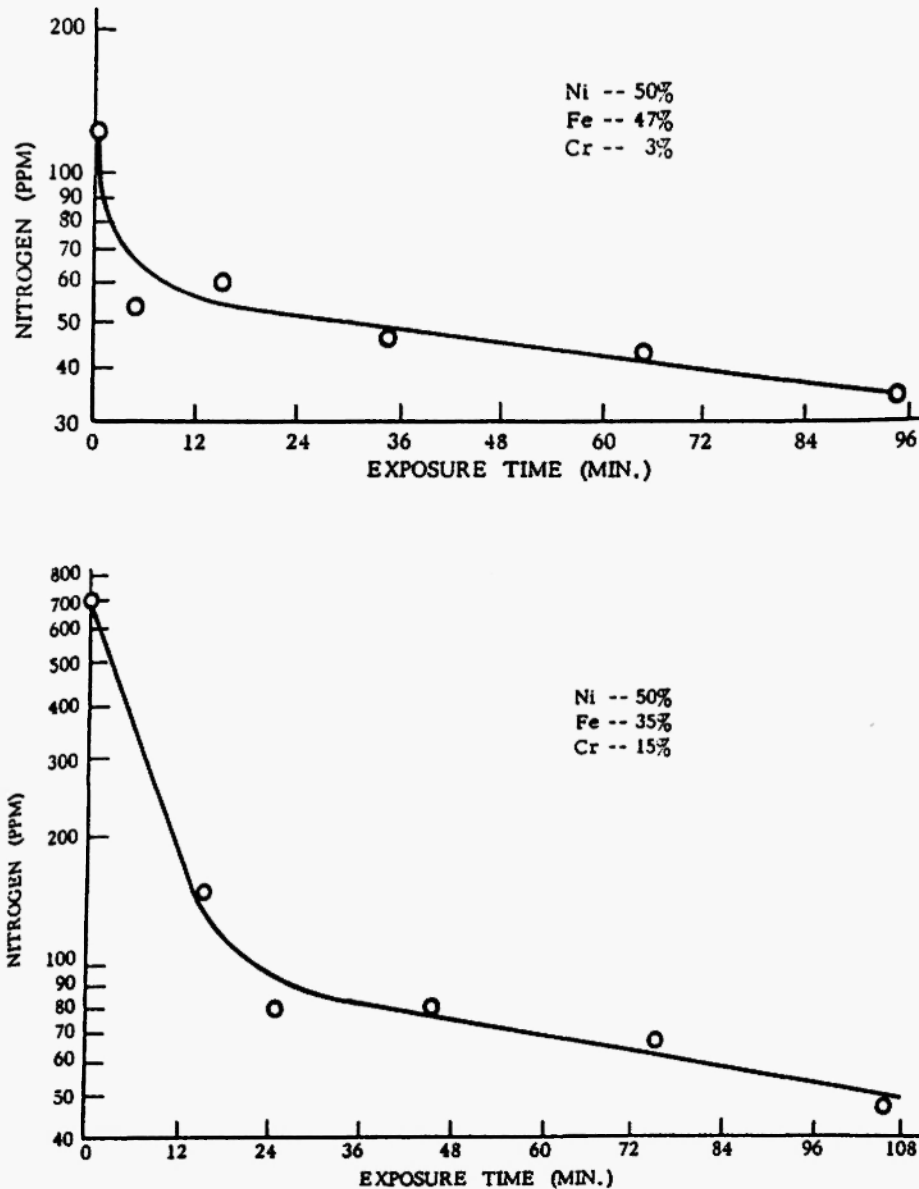 200
100
90
80
70
60
50
40
30
NITROGEN (PPM)
Ni -- 50%
Fe -- 47%
Cr -- 3%
0 12 24 36 48 60 72 84 96
EXPOSURE TIME (MIN.)
800
700
600
500
400
300
200
100
90
80
70
60
50
40
NITROGEN (PPM)
Ni -- 50%
Fe -- 35%
Cr -- 15%
0 12 24 36 48 60 72 84 96 108
EXPOSURE TIME (MIN.)